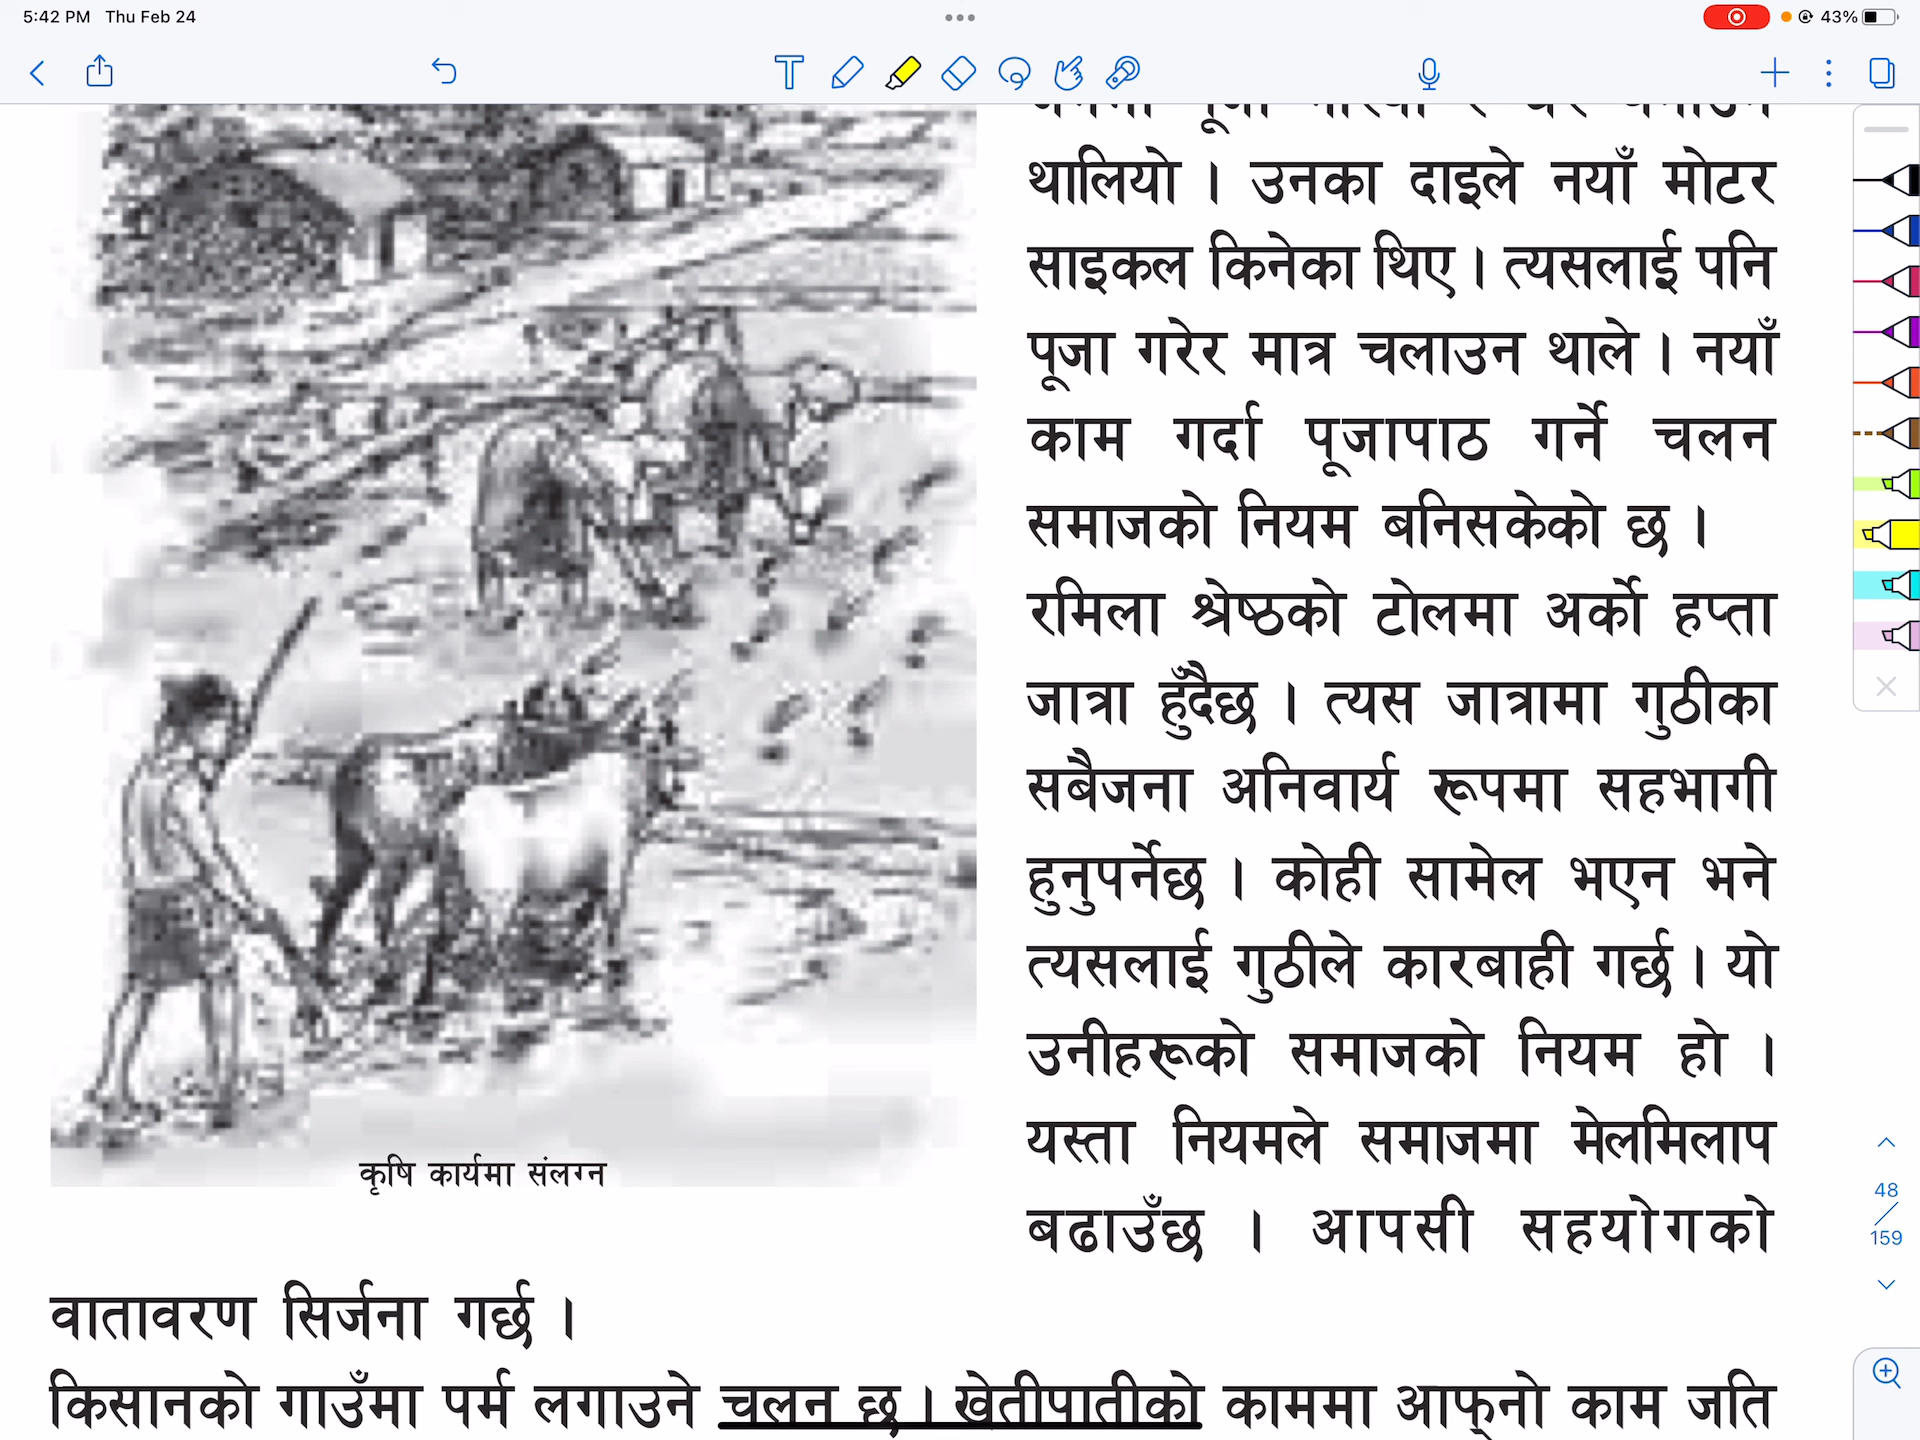 5:42 PM Thu Feb 24
43%
थालियो । उनका दाइले नयाँ मोटर
साइकल किनेका थिए । त्यसलाई पनि
पूजा गरेर मात्र चलाउन थाले । नयाँ
काम गर्दा पूजापाठ गर्ने चलन
समाजको नियम बनिसकेको छ ।
रमिला श्रेष्ठको टोलमा अर्को हप्ता
जात्रा हुँदैछ । त्यस जात्रामा गुठीका
सबैजना अनिवार्य रूपमा सहभागी
हुनुपर्नेछ । कोही सामेल भएन भने
त्यसलाई गुठीले कारबाही गर्छ । यो
उनीहरूको समाजको नियम हो ।
यस्ता नियमले समाजमा मेलमिलाप
बढाउँछ । आपसी सहयोगको
कृषि कार्यमा संलग्न
वातावरण सिर्जना गर्छ ।
किसानको गाउँमा पर्म लगाउने चलन छ । खेतीपातीको काममा आफ्नो काम जति
48
/
159